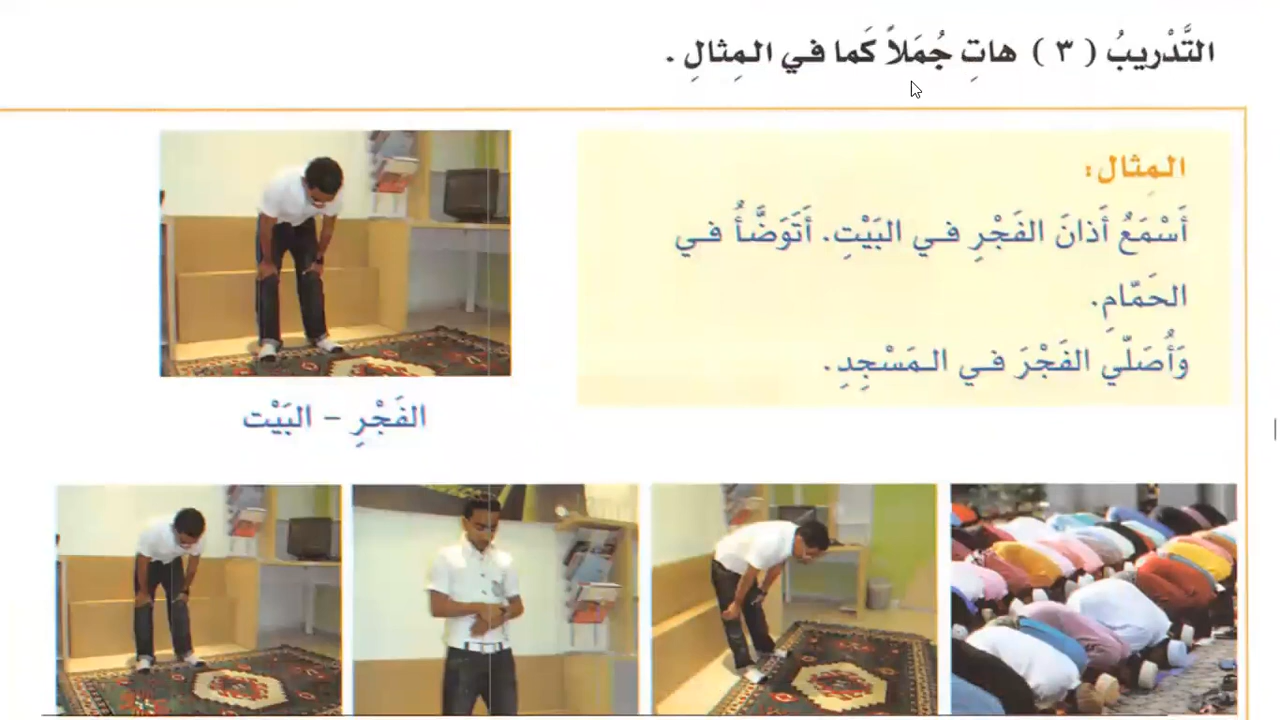 التَّدْرِيبُ ( ٣ ) هاتِ جُمَلاً كَما في المِثالِ .
المِثال:
أَسْمَعُ أَذانَ الفَجْرِ في البَيْتِ. أَتَوَضَّأُ في
الحَمّامِ.
وَأُصَلّي الفَجْرَ في المَسْجِدِ.
الفَجْرِ – البَيْت